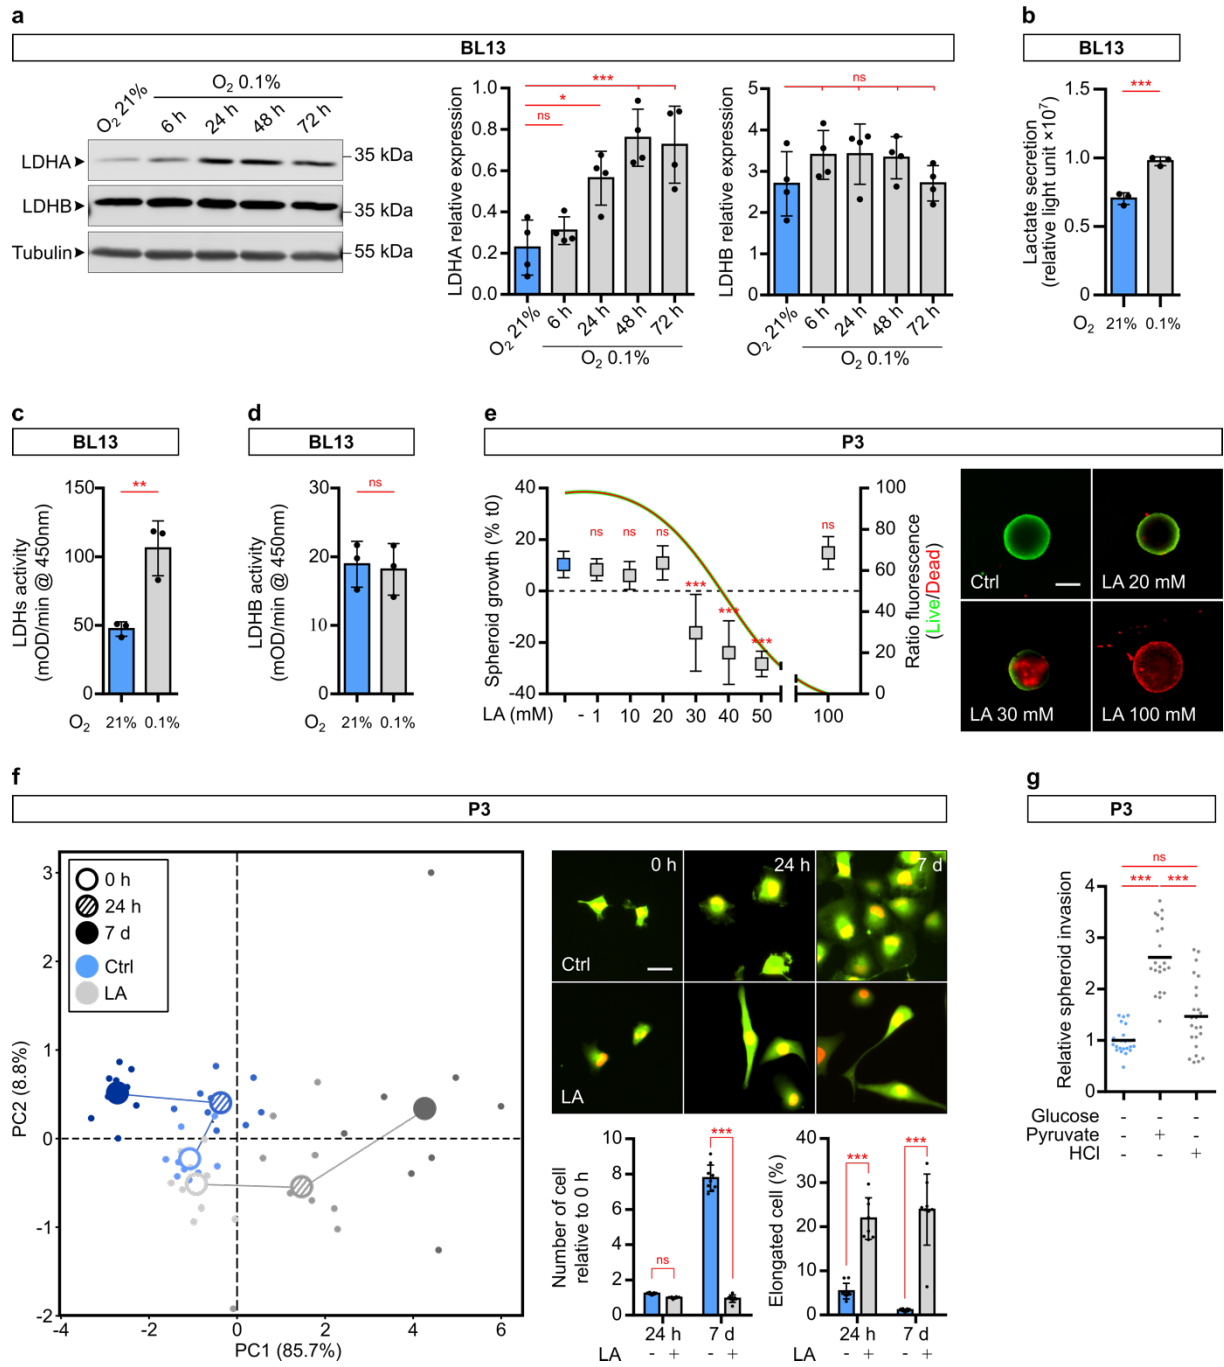 a
BL13
O2 21%
O2 0.1%
6 h
24 h
48 h
72 h
LDHA
35 kDa
LDHB
35 kDa
Tubulin
55 kDa
LDHA relative expression
1.0
0.8
0.6
0.4
0.2
0.0
***
*
ns
O2 21%
6 h
24 h
48 h
72 h
O2 0.1%
LDHB relative expression
5
4
3
2
1
0
ns
O2 21%
6 h
24 h
48 h
72 h
O2 0.1%
b
BL13
Lactate secretion
(relative light unit ×10⁷)
***
1.5
1.0
0.5
0
O2 21% 0.1%
c
BL13
LDHs activity
(mOD/min @ 450nm)
**
150
100
50
0
O2 21% 0.1%
d
BL13
LDHB activity
(mOD/min @ 450nm)
ns
30
20
10
0
O2 21% 0.1%
e
P3
Spheroid growth (% t0)
40
20
0
-20
-40
ns ns ns *** *** *** ns
100
80
60
40
20
0
Ratio fluorescence
(Live/Dead)
LA (mM) - 1 10 20 30 40 50 100
Ctrl
LA 20 mM
LA 30 mM
LA 100 mM
f
P3
0 h
24 h
7 d
Ctrl
LA
PC2 (8.8%)
3
2
1
0
-1
-2
-4 -2 0 2 4 6
PC1 (85.7%)
0 h
24 h
7 d
Ctrl
LA
Number of cell
relative to 0 h
10
8
6
4
2
0
ns
***
24 h 7 d
LA - + - +
Elongated cell (%)
40
30
20
10
0
***
***
24 h 7 d
LA - + - +
g
P3
Relative spheroid invasion
ns
*** ***
4
3
2
1
0
Glucose - - -
Pyruvate - + -
HCl - - +